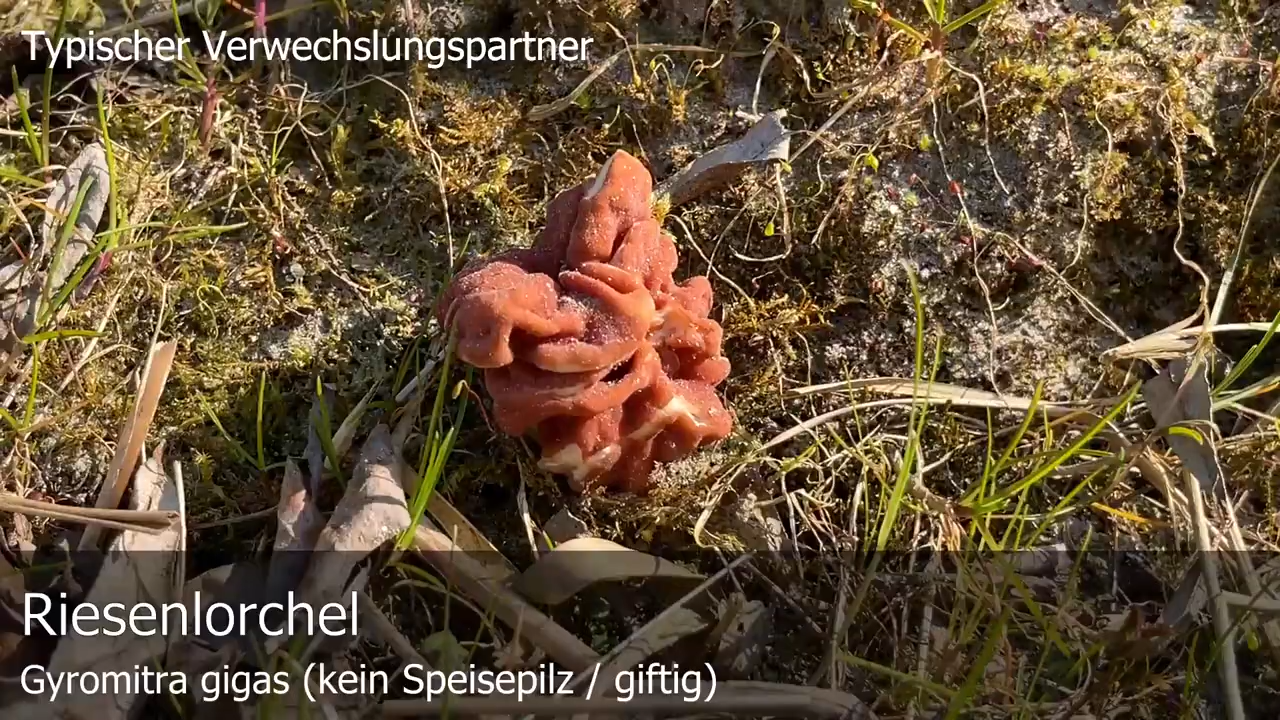 Typischer Verwechslungspartner
Riesenlorchel
Gyromitra gigas (kein Speisepilz / giftig)